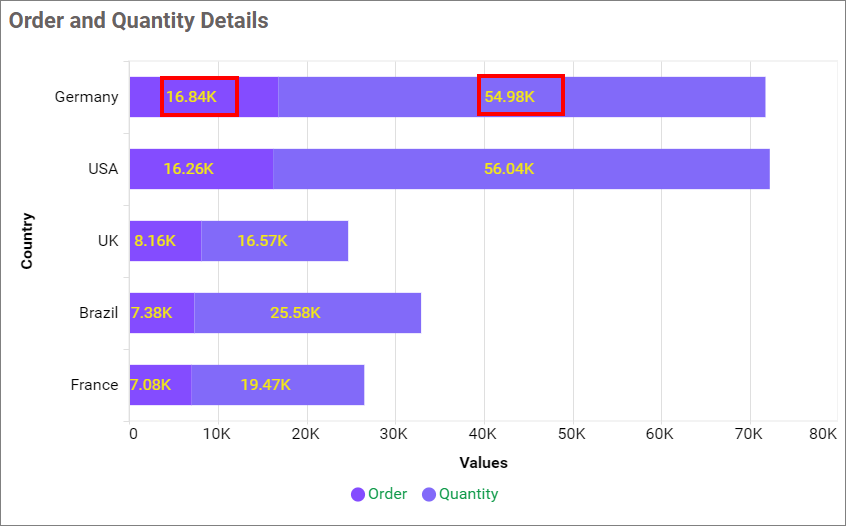 Order and Quantity Details
Germany 16.84K 54.98K
USA 16.26K 56.04K
UK 8.16K 16.57K
Brazil 7.38K 25.58K
France 7.08K 19.47K
Country
0 10K 20K 30K 40K 50K 60K 70K 80K
Values
Order Quantity